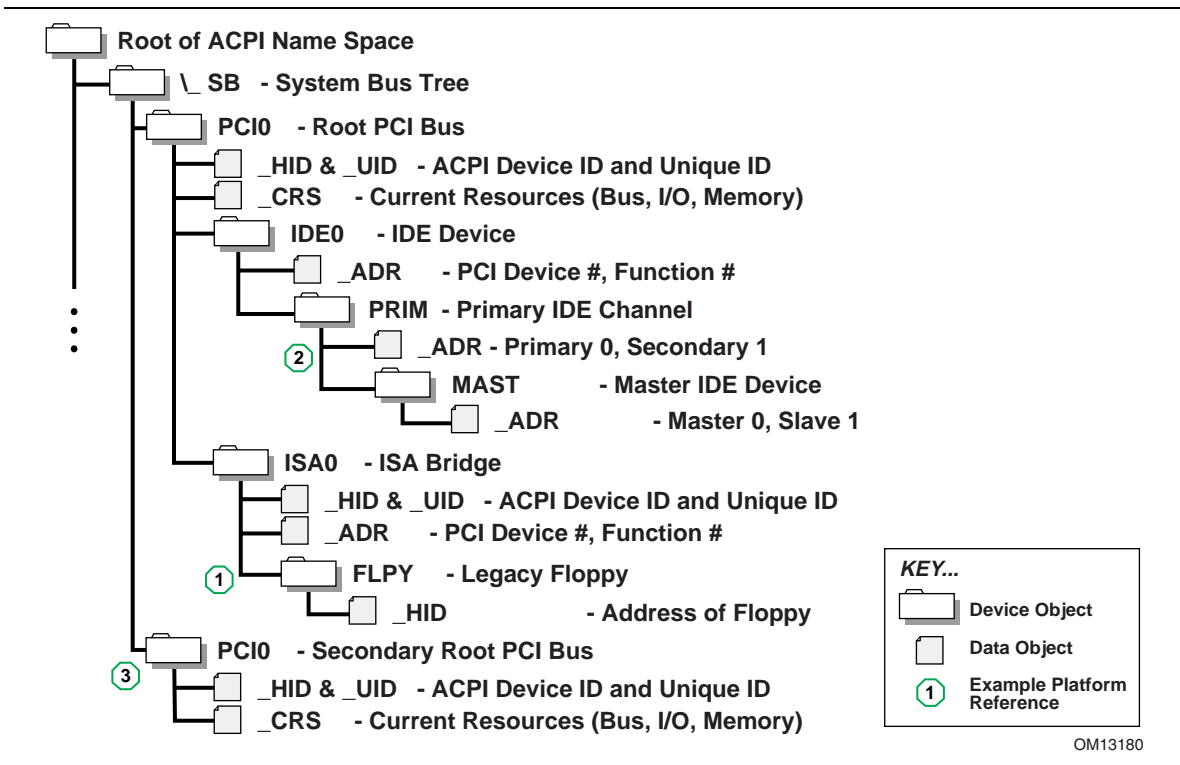 Root of ACPI Name Space
\_ SB - System Bus Tree
PCI0 - Root PCI Bus
_HID & _UID - ACPI Device ID and Unique ID
_CRS - Current Resources (Bus, I/O, Memory)
IDE0 - IDE Device
_ADR - PCI Device #, Function #
PRIM - Primary IDE Channel
2
_ADR - Primary 0, Secondary 1
MAST - Master IDE Device
_ADR - Master 0, Slave 1
ISA0 - ISA Bridge
_HID & _UID - ACPI Device ID and Unique ID
_ADR - PCI Device #, Function #
1
FLPY - Legacy Floppy
_HID - Address of Floppy
PCI0 - Secondary Root PCI Bus
3
_HID & _UID - ACPI Device ID and Unique ID
_CRS - Current Resources (Bus, I/O, Memory)
KEY...
Device Object
Data Object
1
Example Platform
Reference
OM13180